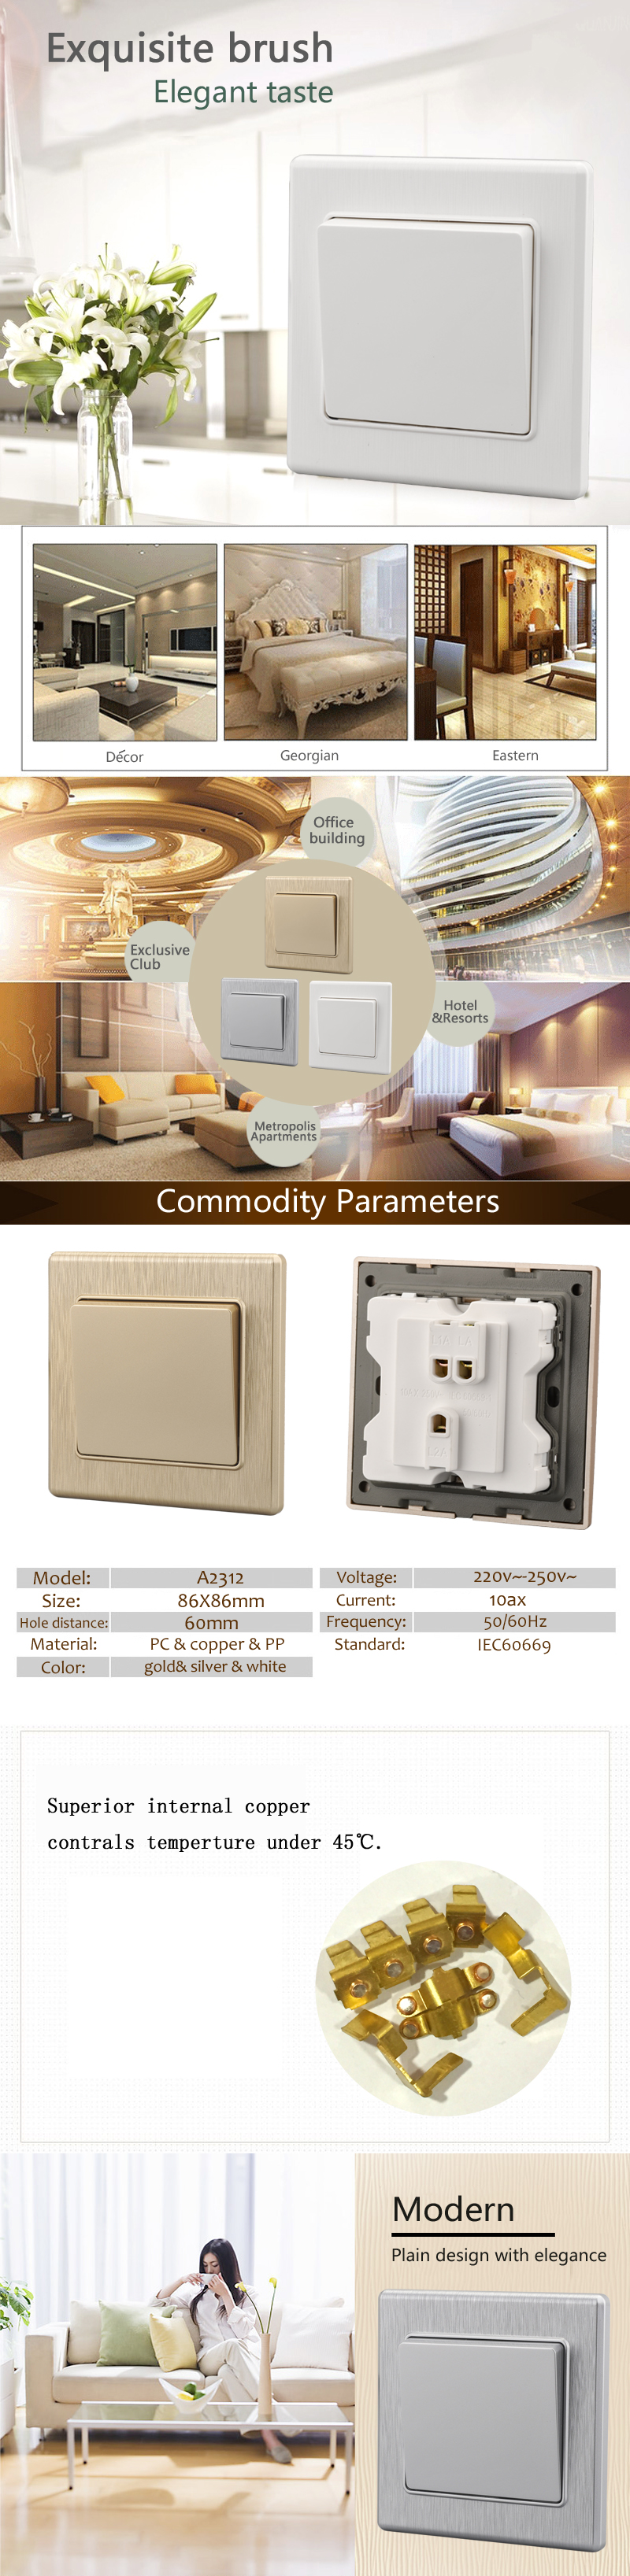 Exquisite brush
Elegant taste
Décor
Georgian
Eastern
Office
building
Exclusive
Club
Hotel
&Resorts
Metropolis
Apartments
Commodity Parameters
Model: A2312
Size: 86X86mm
Hole distance: 60mm
Material: PC & copper & PP
Color: gold& silver & white
Voltage: 220v~-250v~
Current: 10ax
Frequency: 50/60Hz
Standard: IEC60669
Superior internal copper
contrals temperture under 45℃.
Modern
Plain design with elegance